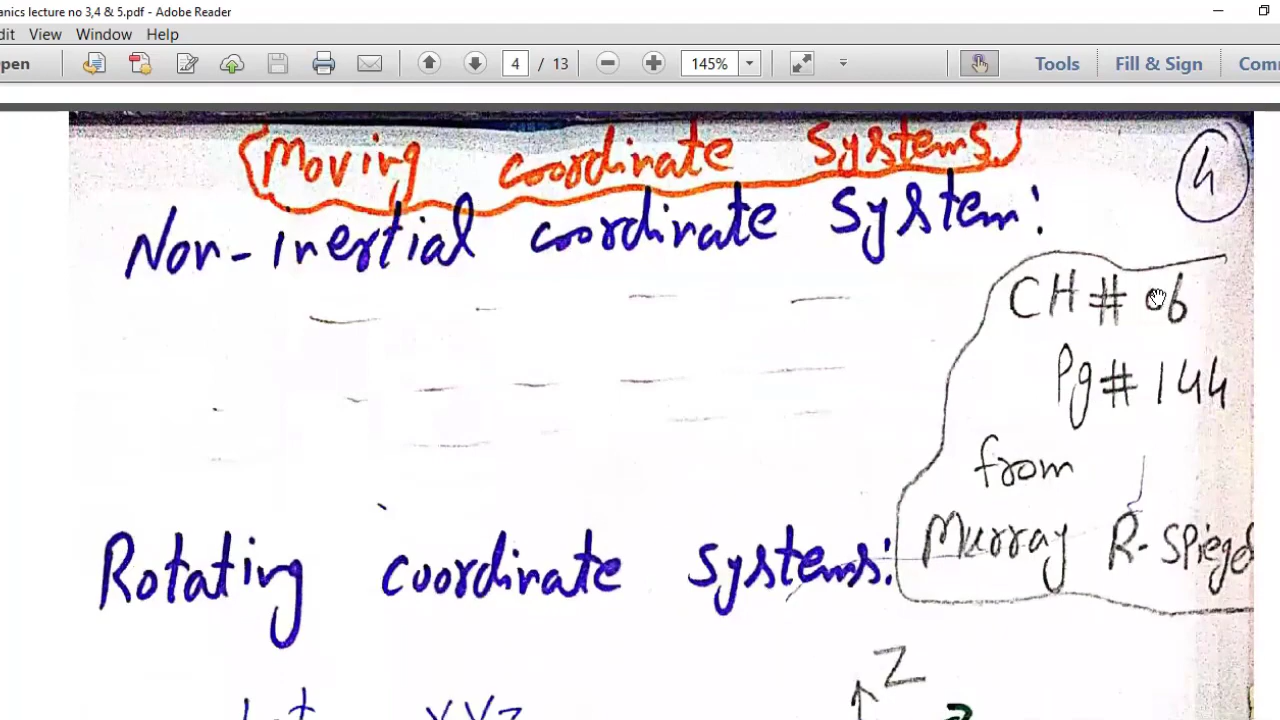 anics lecture no 3,4 & 5.pdf - Adobe Reader
dit View Window Help
pen 4 / 13 145% Tools Fill & Sign Com
Moving coordinate Systems
4
Non-inertial coordinate System:
CH # 06
Pg # 144
from
Murray R. Spiegel
Rotating coordinate systems:
Z
XYZ